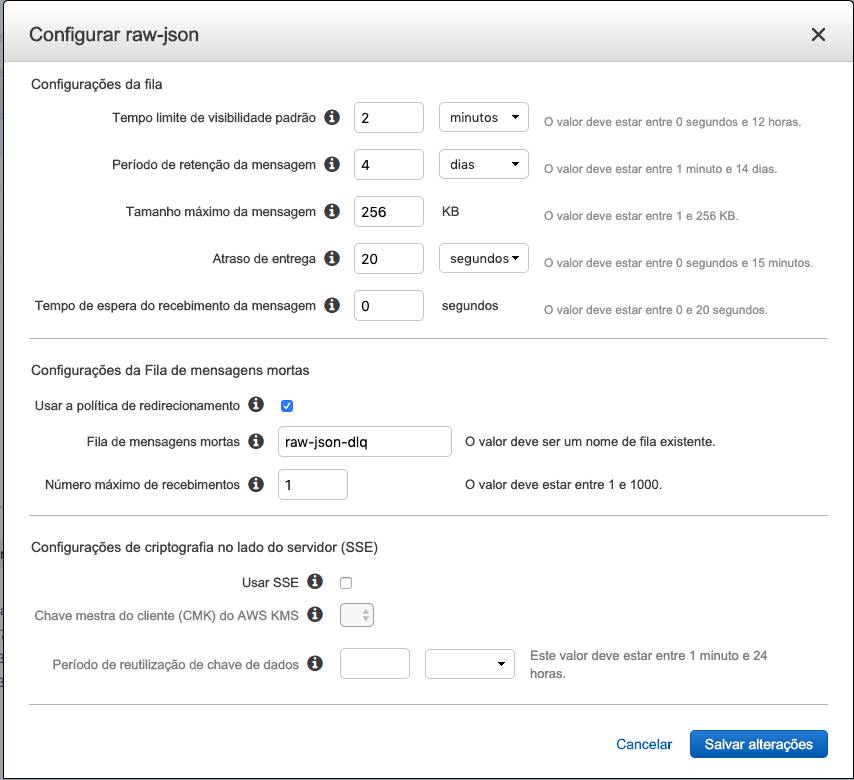 Configurar raw-json
Configurações da fila
Tempo limite de visibilidade padrão 2 minutos O valor deve estar entre 0 segundos e 12 horas.
Período de retenção da mensagem 4 dias O valor deve estar entre 1 minuto e 14 dias.
Tamanho máximo da mensagem 256 KB O valor deve estar entre 1 e 256 KB.
Atraso de entrega 20 segundos O valor deve estar entre 0 segundos e 15 minutos.
Tempo de espera do recebimento da mensagem 0 segundos O valor deve estar entre 0 e 20 segundos.
Configurações da Fila de mensagens mortas
Usar a política de redirecionamento
Fila de mensagens mortas raw-json-dlq O valor deve ser um nome de fila existente.
Número máximo de recebimentos 1 O valor deve estar entre 1 e 1000.
Configurações de criptografia no lado do servidor (SSE)
Usar SSE
Chave mestra do cliente (CMK) do AWS KMS
Período de reutilização de chave de dados Este valor deve estar entre 1 minuto e 24
horas.
Cancelar Salvar alterações